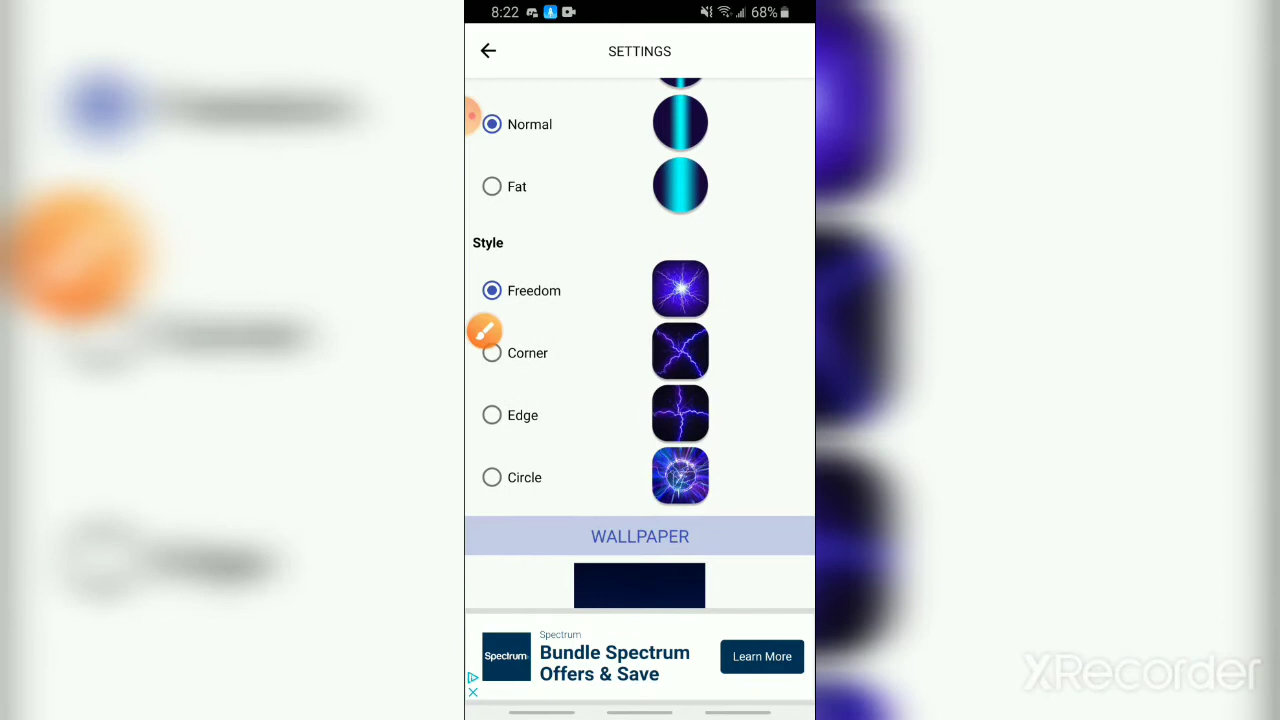 8:22 68%
SETTINGS
Normal
Fat
Style
Freedom
Corner
Edge
Circle
WALLPAPER
Spectrum
Spectrum
Bundle Spectrum
Offers & Save
Learn More
XRecorder